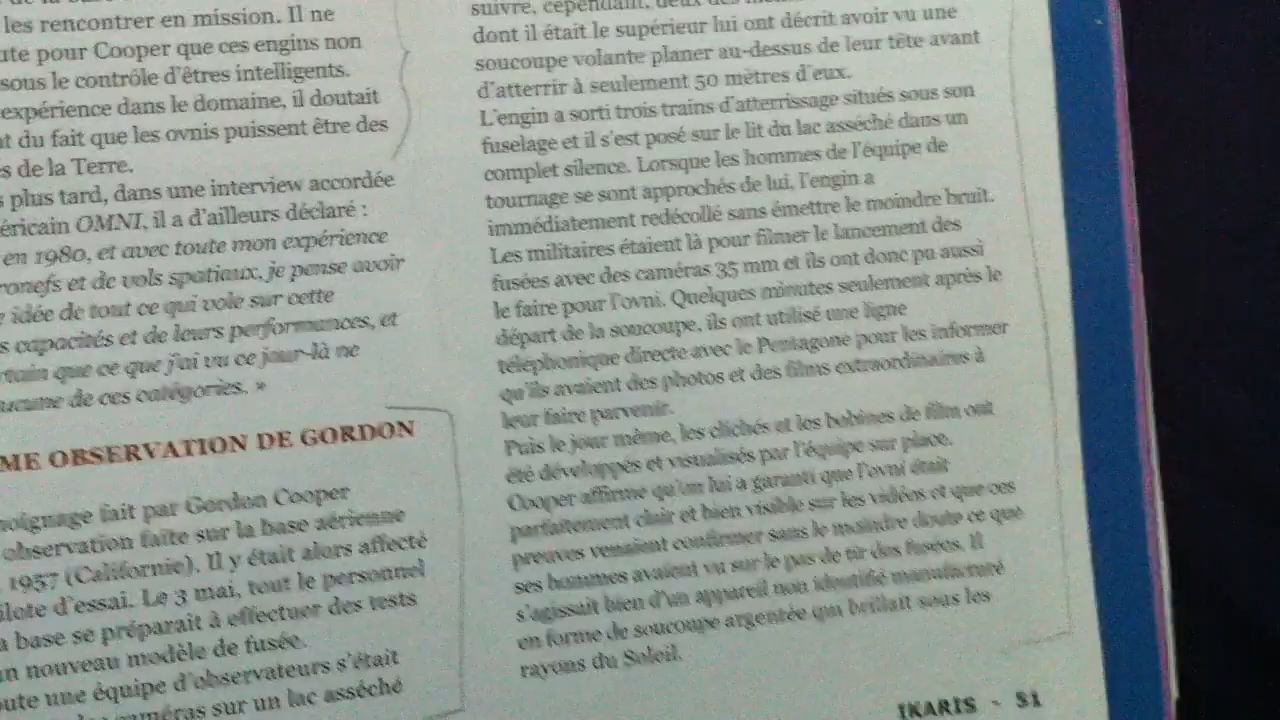 les rencontrer en mission. Il ne
pour Cooper que ces engins non
sous le contrôle d'êtres intelligents.
expérience dans le domaine, il doutait
du fait que les ovnis puissent être des
de la Terre.
plus tard, dans une interview accordée
OMNI, il a d'ailleurs déclaré :
en 1980, et avec toute mon expérience
et de vols spatiaux, je pense avoir
idée de tout ce qui vole sur cette
capacités et de leurs performances, et
que ce que j'ai vu ce jour-là ne
de ces catégories. »
ME OBSERVATION DE GORDON
fait par Gordon Cooper
observation faite sur la base aérienne
1957 (Californie). Il y était alors affecté
d'essai. Le 3 mai, tout le personnel
base se préparait à effectuer des tests
nouveau modèle de fusée.
une équipe d'observateurs s'était
sur un lac asséché
suivre, cependant,
dont il était le supérieur lui ont décrit avoir vu une
soucoupe volante planer au-dessus de leur tête avant
d'atterrir à seulement 50 mètres d'eux.
L'engin a sorti trois trains d'atterrissage situés sous son
fuselage et il s'est posé sur le lit du lac asséché dans un
complet silence. Lorsque les hommes de l'équipe de
tournage se sont approchés de lui, l'engin a
immédiatement redécollé sans émettre le moindre bruit.
Les militaires étaient là pour filmer le lancement des
fusées avec des caméras 35 mm et ils ont donc pu aussi
le faire pour l'ovni. Quelques minutes seulement après le
départ de la soucoupe, ils ont utilisé une ligne
téléphonique directe avec le Pentagone pour les informer
qu'ils avaient des photos et des films extraordinaires à
leur faire parvenir.
Puis le jour même, les clichés et les bobines de film ont
été développés et visualisés par l'équipe sur place.
Cooper affirme qu'on lui a garanti que l'ovni était
parfaitement clair et bien visible sur les vidéos et que ces
preuves venaient confirmer sans le moindre doute ce que
ses hommes avaient vu sur le pas de tir des fusées. Il
s'agissait bien d'un appareil non identifié manufacturé
en forme de soucoupe argentée qui brillait sous les
rayons du Soleil.
IKARIS - 51